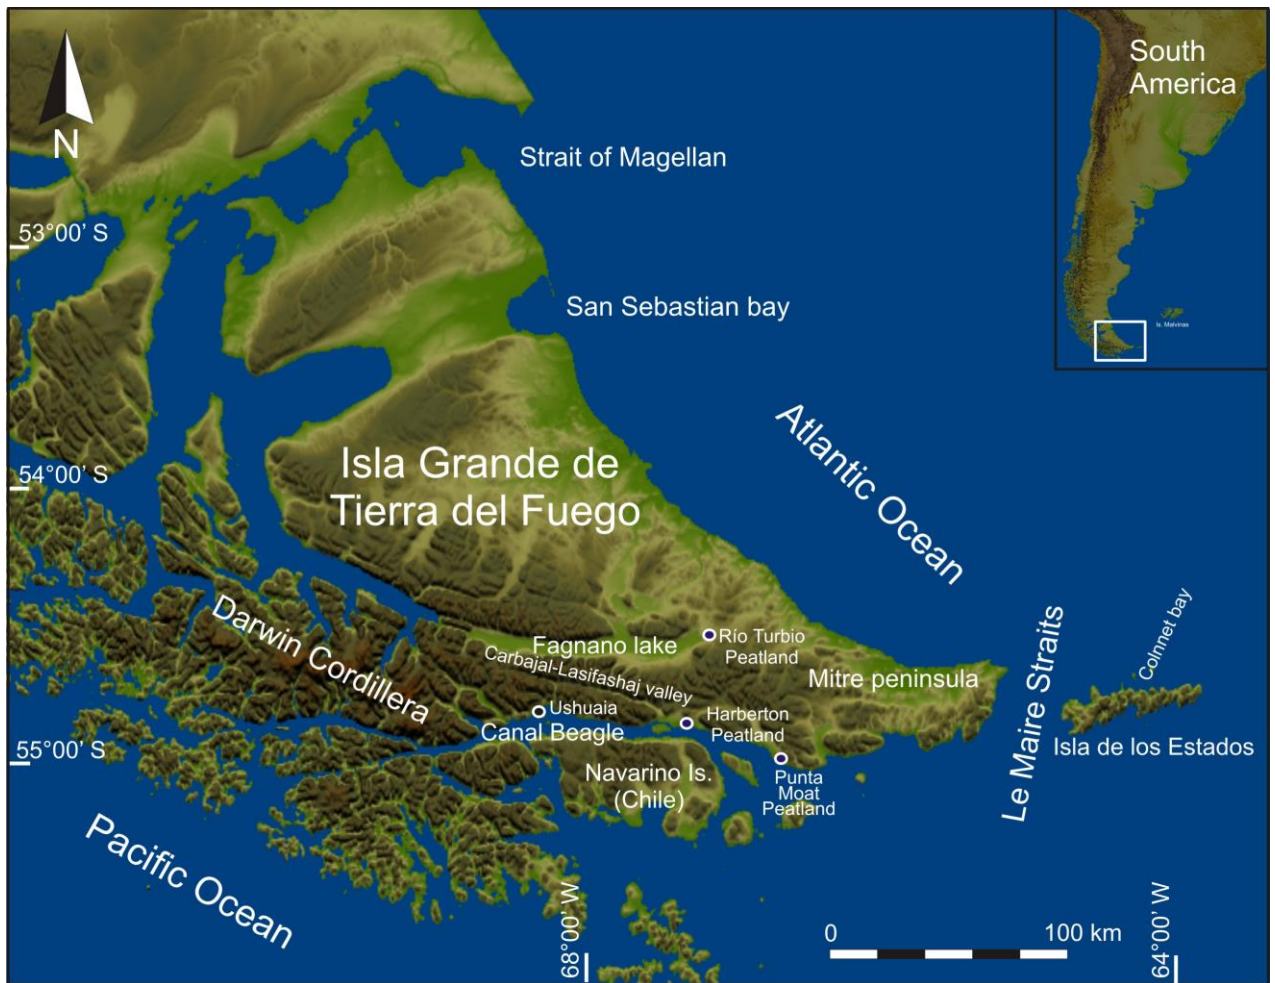 South
America
N
Strait of Magellan
53°00' S
San Sebastian bay
Is. Malvinas
Atlantic Ocean
Isla Grande de
Tierra del Fuego
54°00' S
Darwin Cordillera
Fagnano lake
Río Turbio
Peatland
Carbajal-Lasifashaj valley
Mitre peninsula
Le Maire Straits
Colnnet bay
Isla de los Estados
Ushuaia
Canal Beagle
Harberton
Peatland
55°00' S
Navarino Is.
(Chile)
Punta
Moat
Peatland
Pacific Ocean
68°00' W
0
100 km
64°00' W